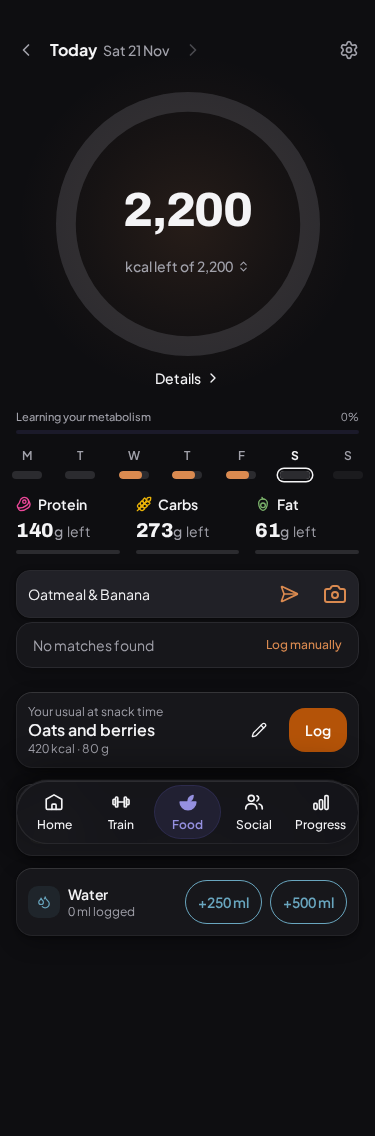 Today Sat 21 Nov
2,200
kcal left of 2,200
Details
Learning your metabolism 0%
M T W T F S S
Protein Carbs Fat
140g left 273g left 61g left
Oatmeal & Banana
No matches found Log manually
Your usual at snack time
Oats and berries
420 kcal · 80 g
Log
Home Train Food Social Progress
Water
0 ml logged
+250 ml +500 ml